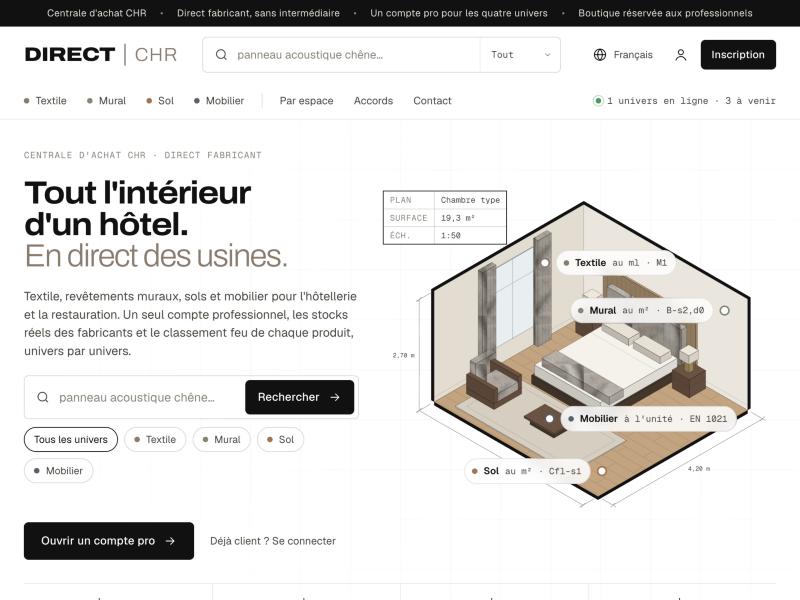 Centrale d'achat CHR • Direct fabricant, sans intermédiaire • Un compte pro pour les quatre univers • Boutique réservée aux professionnels
DIRECT | CHR
panneau acoustique chêne…
Tout
Français
Inscription
Textile
Mural
Sol
Mobilier
Par espace
Accords
Contact
1 univers en ligne · 3 à venir
CENTRALE D'ACHAT CHR · DIRECT FABRICANT
Tout l'intérieur
d'un hôtel.
En direct des usines.
Textile, revêtements muraux, sols et mobilier pour l'hôtellerie
et la restauration. Un seul compte professionnel, les stocks
réels des fabricants et le classement feu de chaque produit,
univers par univers.
panneau acoustique chêne…
Rechercher →
Tous les univers
Textile
Mural
Sol
Mobilier
Ouvrir un compte pro →
Déjà client ? Se connecter
PLAN Chambre type
SURFACE 19,3 m²
ÉCH. 1:50
Textile au ml · M1
Mural au m² · B-s2,d0
2,70 m
Mobilier à l'unité · EN 1021
Sol au m² · Cfl-s1
4,20 m